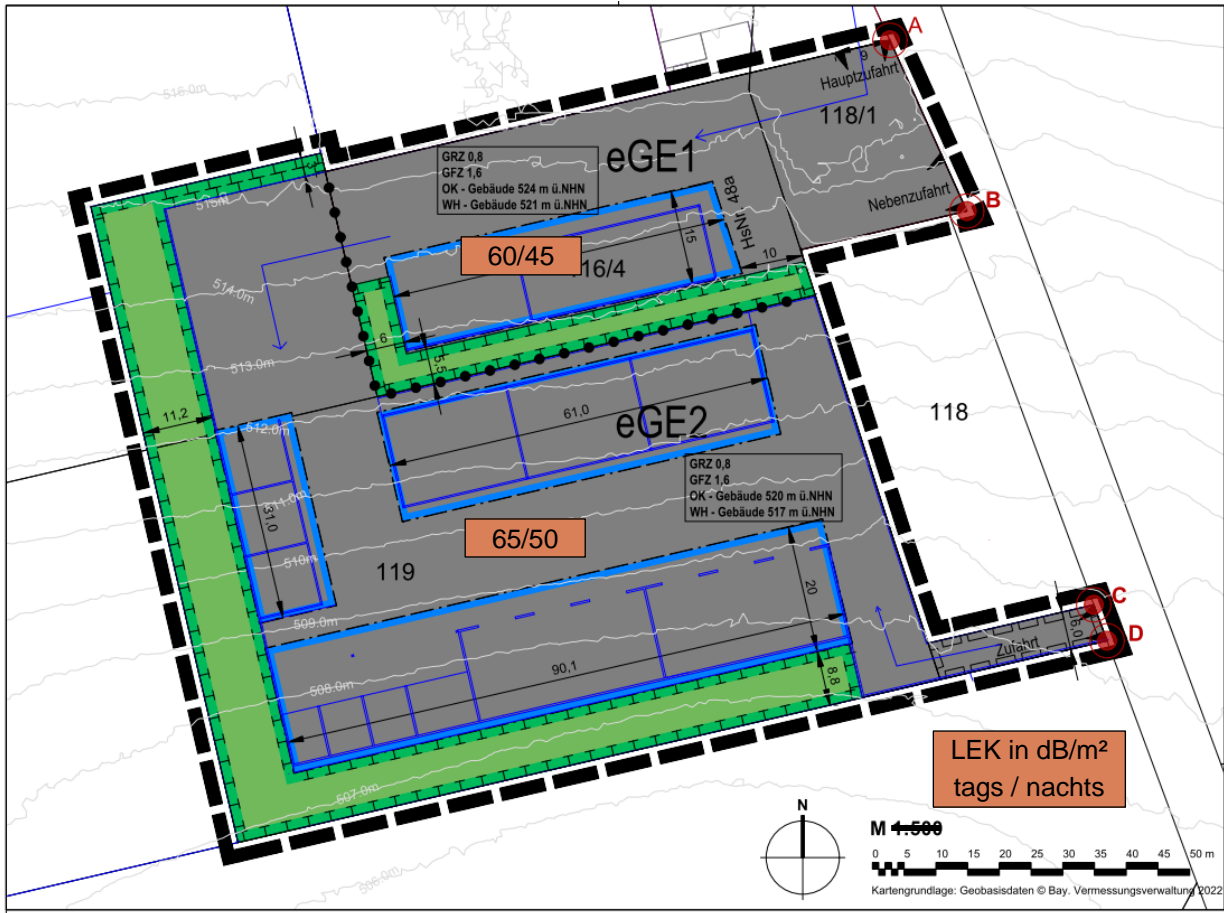 A
9
Hauptzufahrt
516.0m
118/1
eGE1
GRZ 0,8
GFZ 1,6
OK - Gebäude 524 m ü.NHN
WH - Gebäude 521 m ü.NHN
3
515m
Nebenzufahrt
B
HsNr 48a
15
60/45
116/4
10
514.0m
6
5,5
513.0m
11,2
61,0
118
512.0m
eGE2
GRZ 0,8
GFZ 1,6
OK - Gebäude 520 m ü.NHN
WH - Gebäude 517 m ü.NHN
511.0m
31,0
65/50
510m
119
20
C
6,0
D
509.0m
Zufahrt
90,1
8,8
508.0m
LEK in dB/m²
tags / nachts
507.0m
N
M 1:500
0 5 10 15 20 25 30 35 40 45 50 m
506.0m
Kartengrundlage: Geobasisdaten © Bay. Vermessungsverwaltung 2022